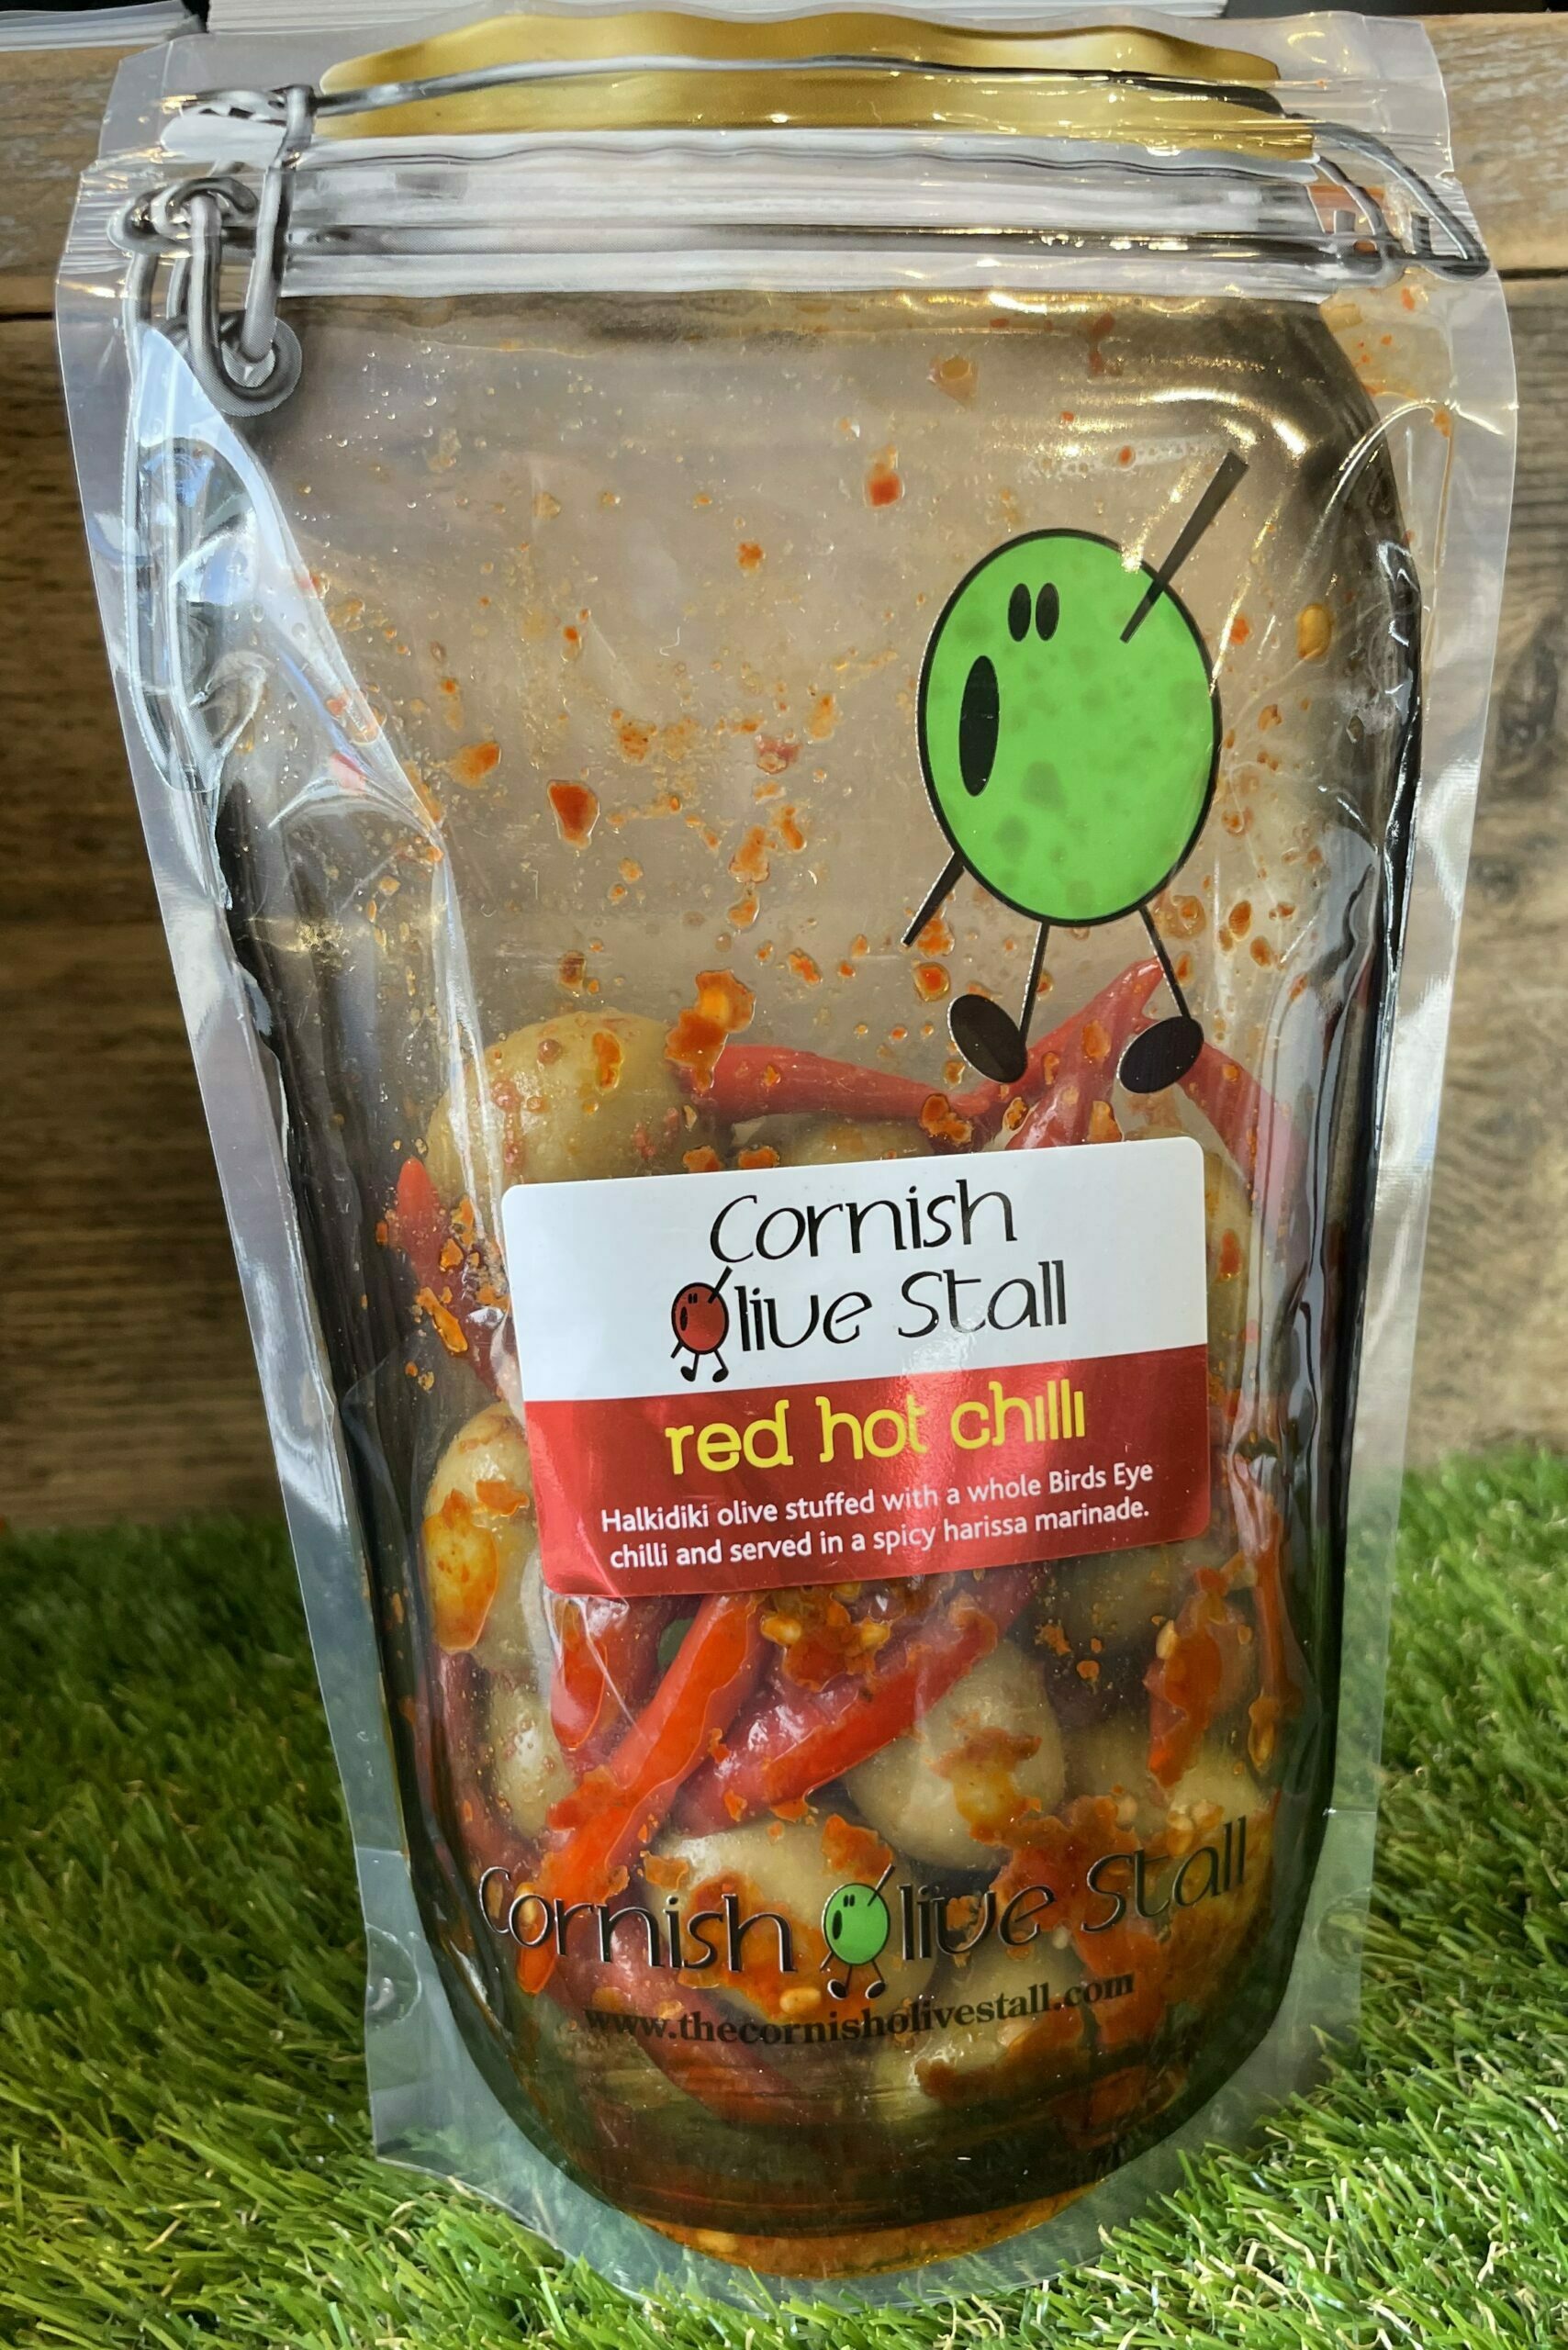 Cornish
Olive Stall
red hot chilli
Halkidiki olive stuffed with a whole Birds Eye
chilli and served in a spicy harissa marinade.
Cornish Olive Stall
www.thecornisholivestall.com